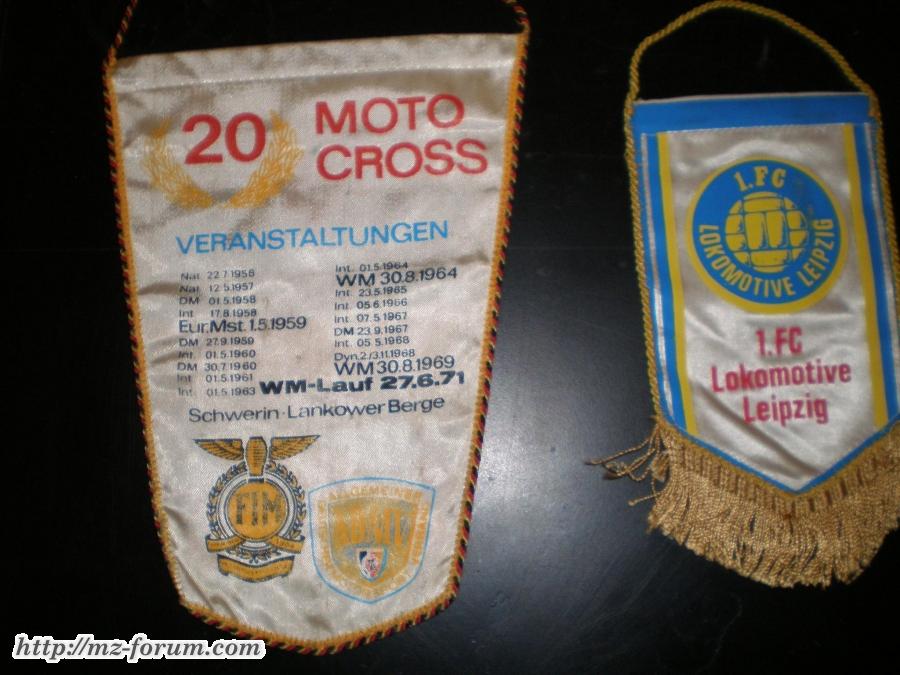 20
MOTO
CROSS
VERANSTALTUNGEN
Nat. 22.7.1956
Nat. 12.5.1957
DM 01.5.1958
Int 17.8.1958
Eur.Mst. 1.5.1959
DM 27.9.1959
Int. 01.5.1960
DM 30.7.1960
Int. 01.5.1961
Int. 01.5.1963
Int. 01.5.1964
WM 30.8.1964
Int. 23.5.1965
Int. 05.6.1966
Int. 07.5.1967
DM 23.9.1967
Int. 05.5.1968
Dyn.2./3.11.1968
WM 30.8.1969
WM-Lauf 27.6.71
Schwerin - Lankower Berge
FIM
ALLGEMEINER
1.FC
LOKOMOTIVE LEIPZIG
1.FC
Lokomotive
Leipzig
http://mz-forum.com